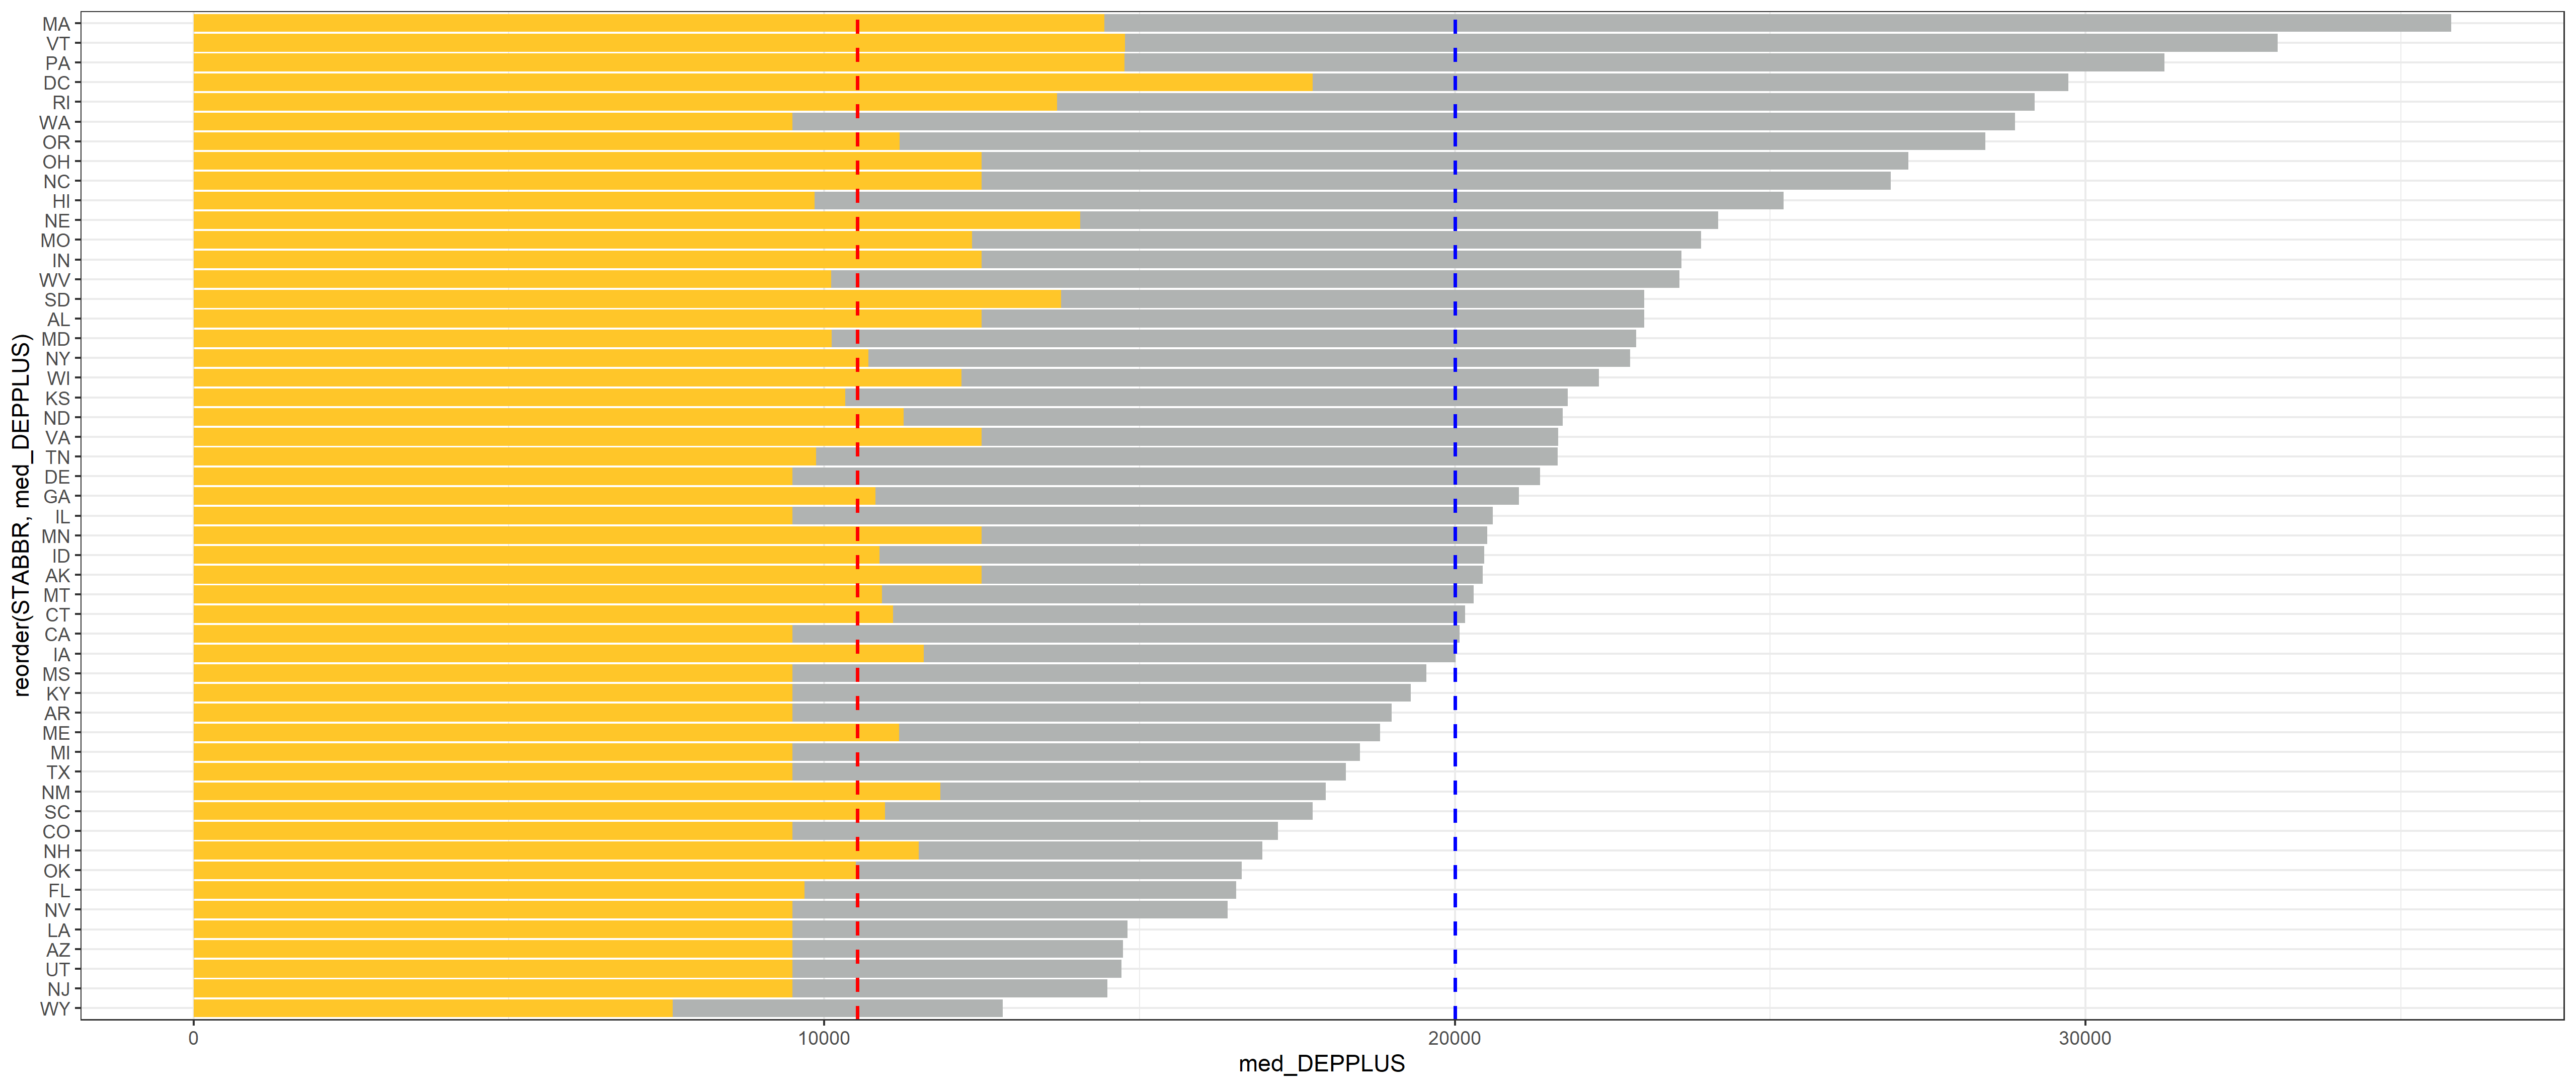 reorder(STABBR, med_DEPPLUS)
MA
VT
PA
DC
RI
WA
OR
OH
NC
HI
NE
MO
IN
WV
SD
AL
MD
NY
WI
KS
ND
VA
TN
DE
GA
IL
MN
ID
AK
MT
CT
CA
IA
MS
KY
AR
ME
MI
TX
NM
SC
CO
NH
OK
FL
NV
LA
AZ
UT
NJ
WY
0 10000 20000 30000
med_DEPPLUS